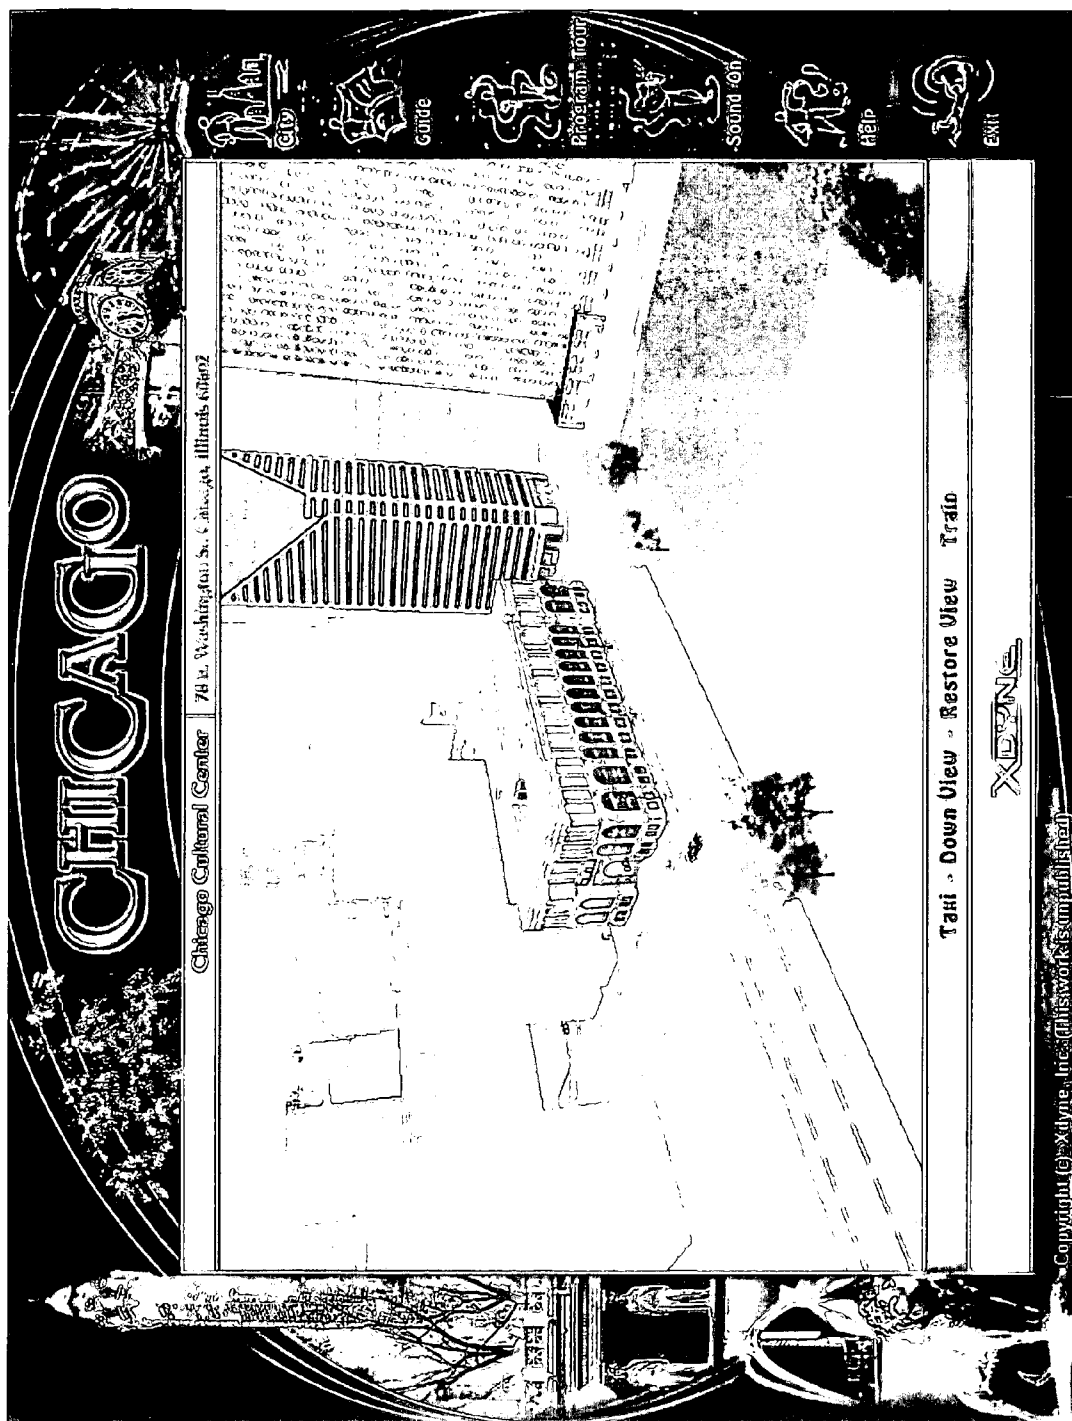 CHICAGO
City
Guide
Program Tour
Sound On
Help
Exit
Chicago Cultural Center
78 E. Washington St. Chicago, Illinois 60602
Taxi - Down View - Restore View Train
XDYNE
Copyright (c) Xdyne, Inc. (This work is unpublished)